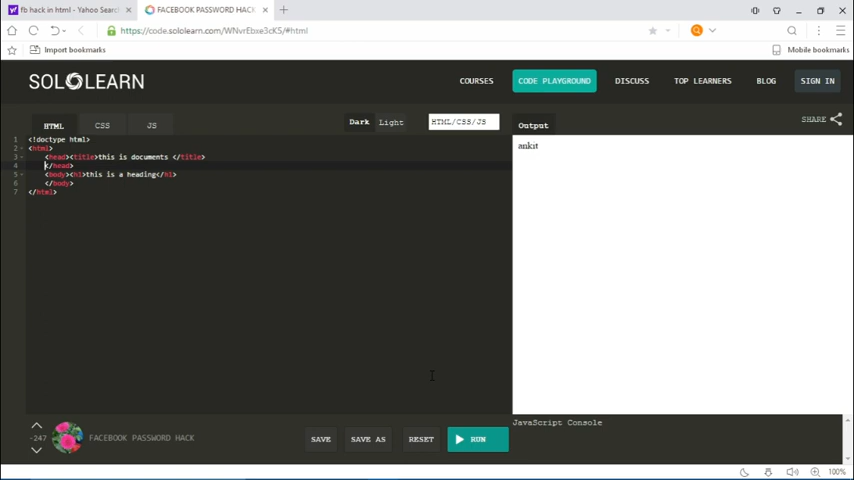 fb hack in html - Yahoo Search
FACEBOOK PASSWORD HACK
https://code.sololearn.com/WNvrEbxe3cK5/#html
Import bookmarks
Mobile bookmarks
SOLOLEARN
COURSES
CODE PLAYGROUND
DISCUSS
TOP LEARNERS
BLOG
SIGN IN
HTML
CSS
JS
Dark
Light
HTML/CSS/JS
Output
SHARE
1 <!doctype html>
2 <html>
3 <head><title>this is documents </title>
4 </head>
5 <body><h1>this is a heading</h1>
6 </body>
7 </html>
ankit
-247
FACEBOOK PASSWORD HACK
SAVE
SAVE AS
RESET
RUN
JavaScript Console
100%